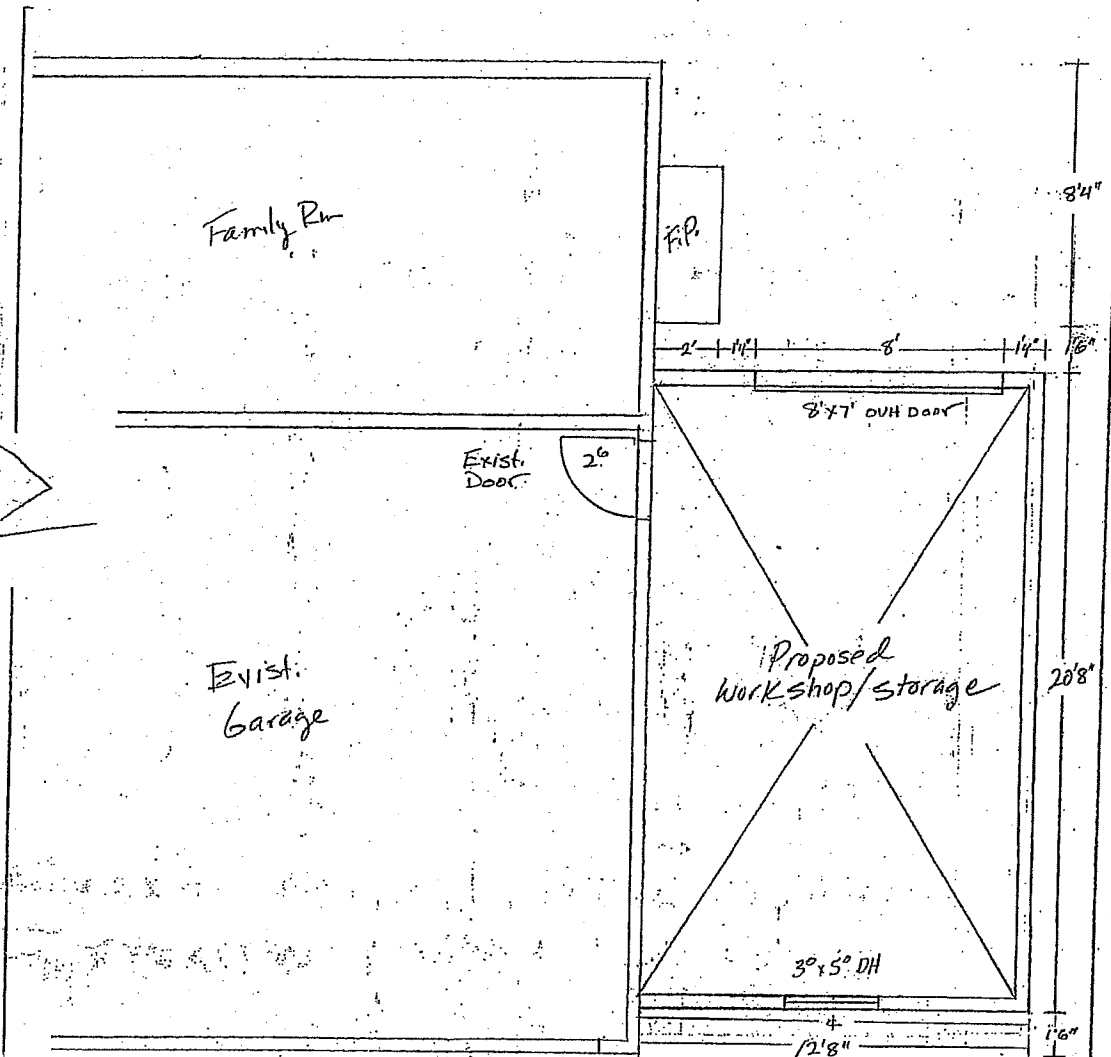 8'4"
Family Rm
F.P.
2' 1'4" 8' 1'4" 1'6"
8'x7' OVH Door
Exist.
Door
2⁶
Proposed
workshop/storage
20'8"
Exist.
Garage
3⁰x5⁰ DH
12'8"
1'6"